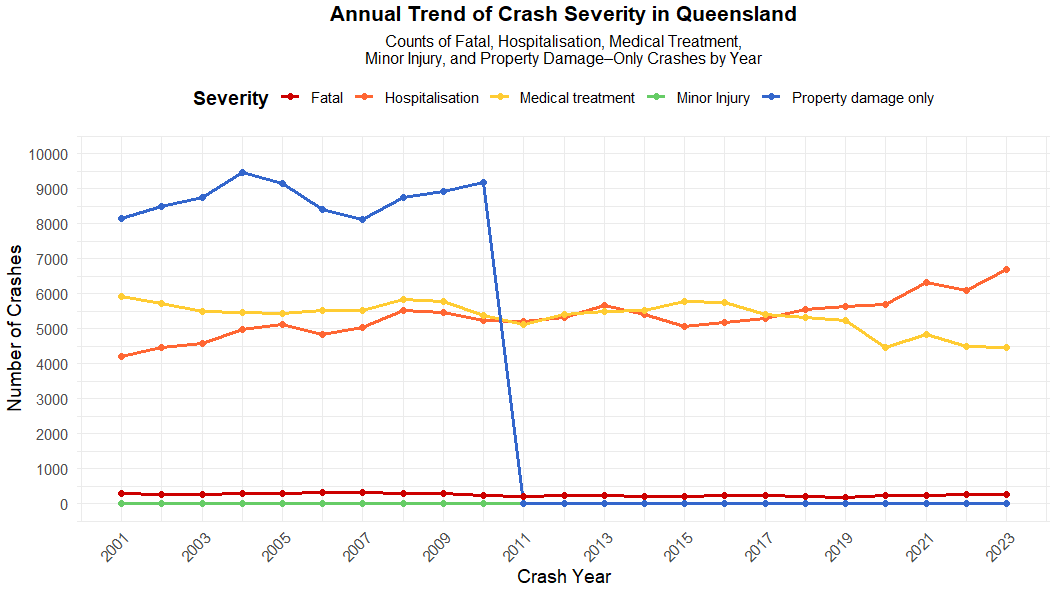 Annual Trend of Crash Severity in Queensland
Counts of Fatal, Hospitalisation, Medical Treatment,
Minor Injury, and Property Damage–Only Crashes by Year
Severity Fatal Hospitalisation Medical treatment Minor Injury Property damage only
Number of Crashes
10000
9000
8000
7000
6000
5000
4000
3000
2000
1000
0
2001 2003 2005 2007 2009 2011 2013 2015 2017 2019 2021 2023
Crash Year